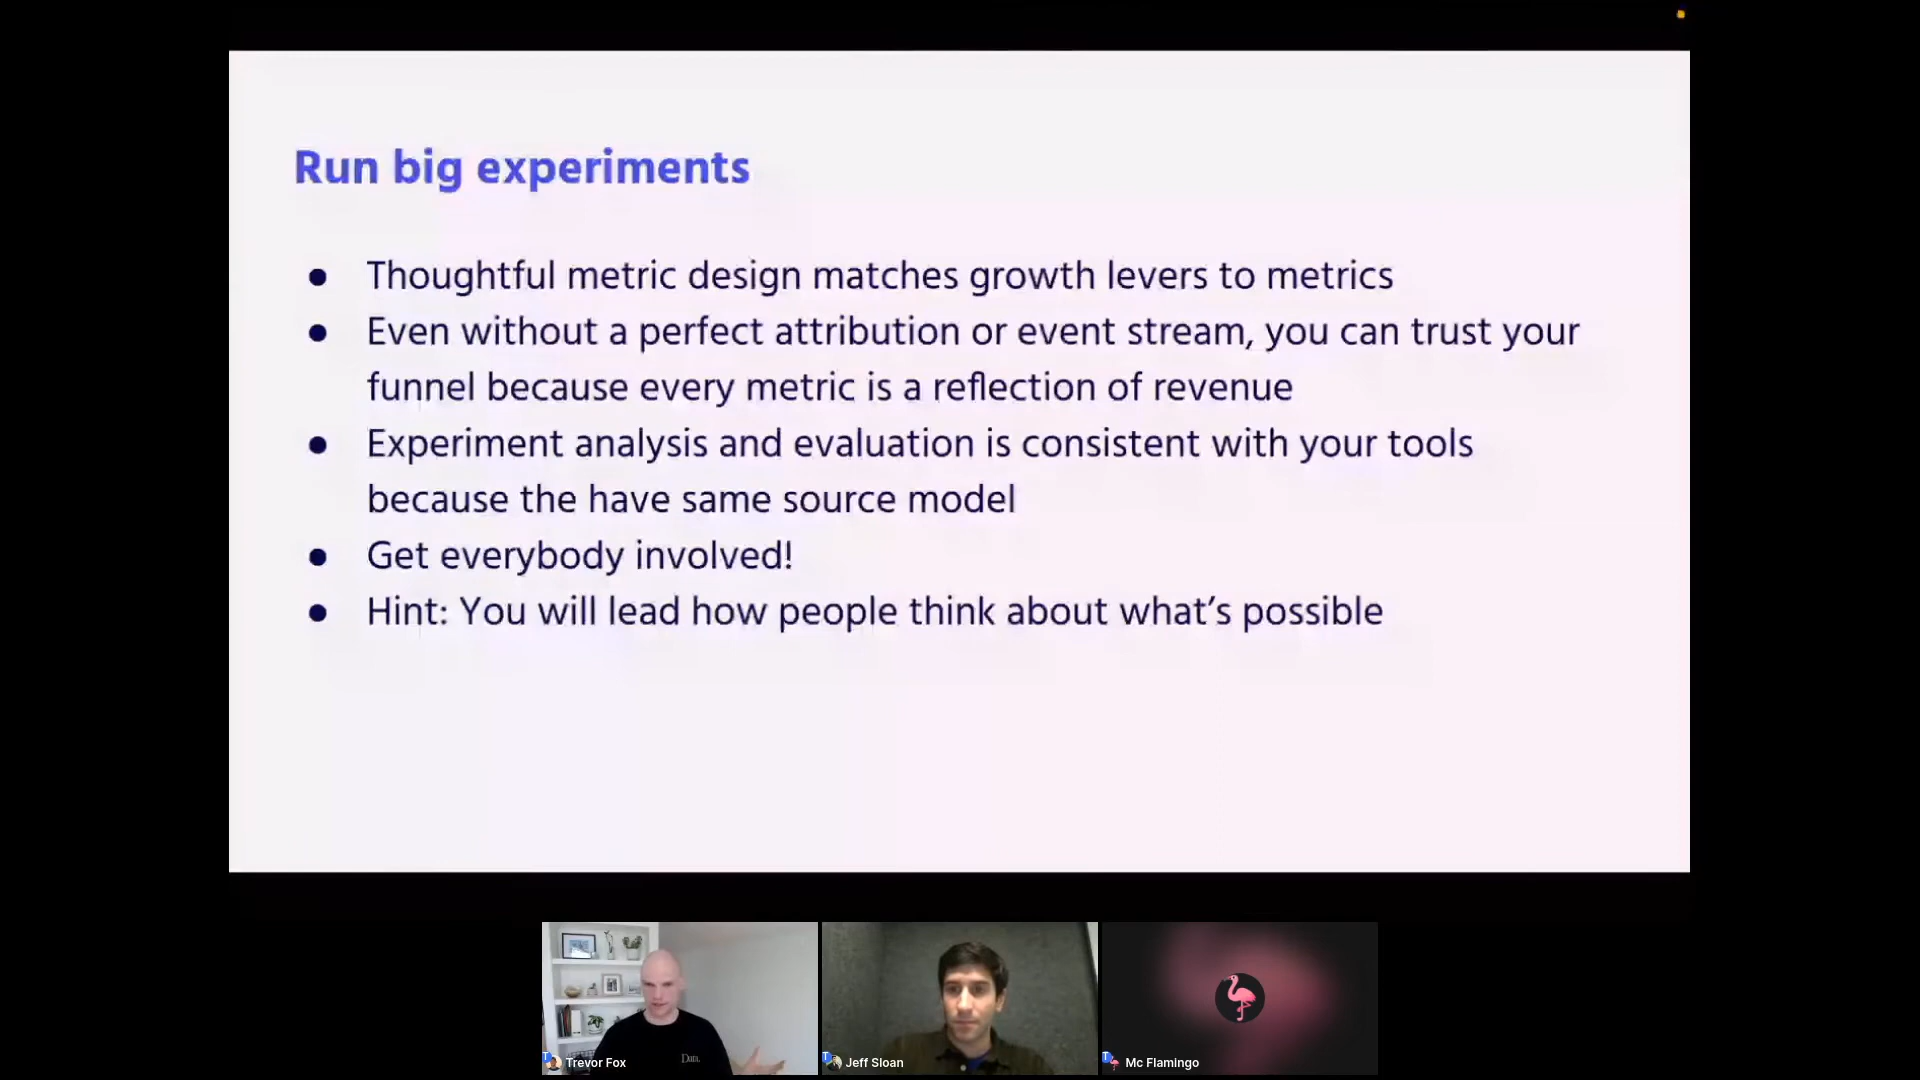 Run big experiments
● Thoughtful metric design matches growth levers to metrics
● Even without a perfect attribution or event stream, you can trust your
funnel because every metric is a reflection of revenue
● Experiment analysis and evaluation is consistent with your tools
because the have same source model
● Get everybody involved!
● Hint: You will lead how people think about what’s possible
Data.
Trevor Fox
Jeff Sloan
Mc Flamingo